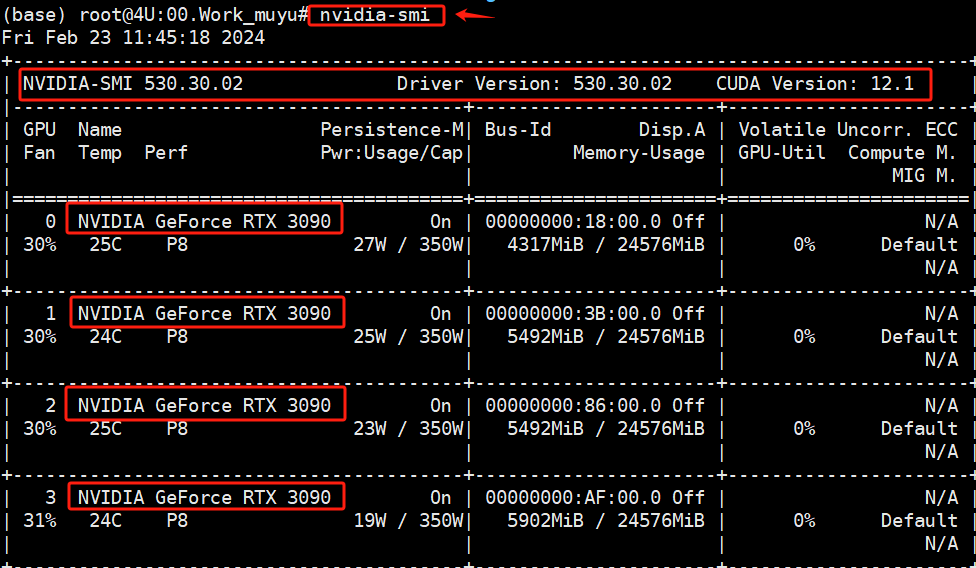 (base) root@4U:00.Work_muyu# nvidia-smi
Fri Feb 23 11:45:18 2024
+-----------------------------------------------------------------------------+
| NVIDIA-SMI 530.30.02              Driver Version: 530.30.02    CUDA Version: 12.1     |
|-----------------------------------------+----------------------+----------------------+
| GPU  Name                  Persistence-M| Bus-Id        Disp.A | Volatile Uncorr. ECC |
| Fan  Temp  Perf            Pwr:Usage/Cap|         Memory-Usage | GPU-Util  Compute M. |
|                                         |                      |               MIG M. |
|=========================================+======================+======================|
|   0  NVIDIA GeForce RTX 3090         On | 00000000:18:00.0 Off |                  N/A |
| 30%   25C    P8              27W / 350W|   4317MiB / 24576MiB |      0%      Default |
|                                         |                      |                  N/A |
+-----------------------------------------+----------------------+----------------------+
|   1  NVIDIA GeForce RTX 3090         On | 00000000:3B:00.0 Off |                  N/A |
| 30%   24C    P8              25W / 350W|   5492MiB / 24576MiB |      0%      Default |
|                                         |                      |                  N/A |
+-----------------------------------------+----------------------+----------------------+
|   2  NVIDIA GeForce RTX 3090         On | 00000000:86:00.0 Off |                  N/A |
| 30%   25C    P8              23W / 350W|   5492MiB / 24576MiB |      0%      Default |
|                                         |                      |                  N/A |
+-----------------------------------------+----------------------+----------------------+
|   3  NVIDIA GeForce RTX 3090         On | 00000000:AF:00.0 Off |                  N/A |
| 31%   24C    P8              19W / 350W|   5902MiB / 24576MiB |      0%      Default |
|                                         |                      |                  N/A |
+-----------------------------------------+----------------------+----------------------+